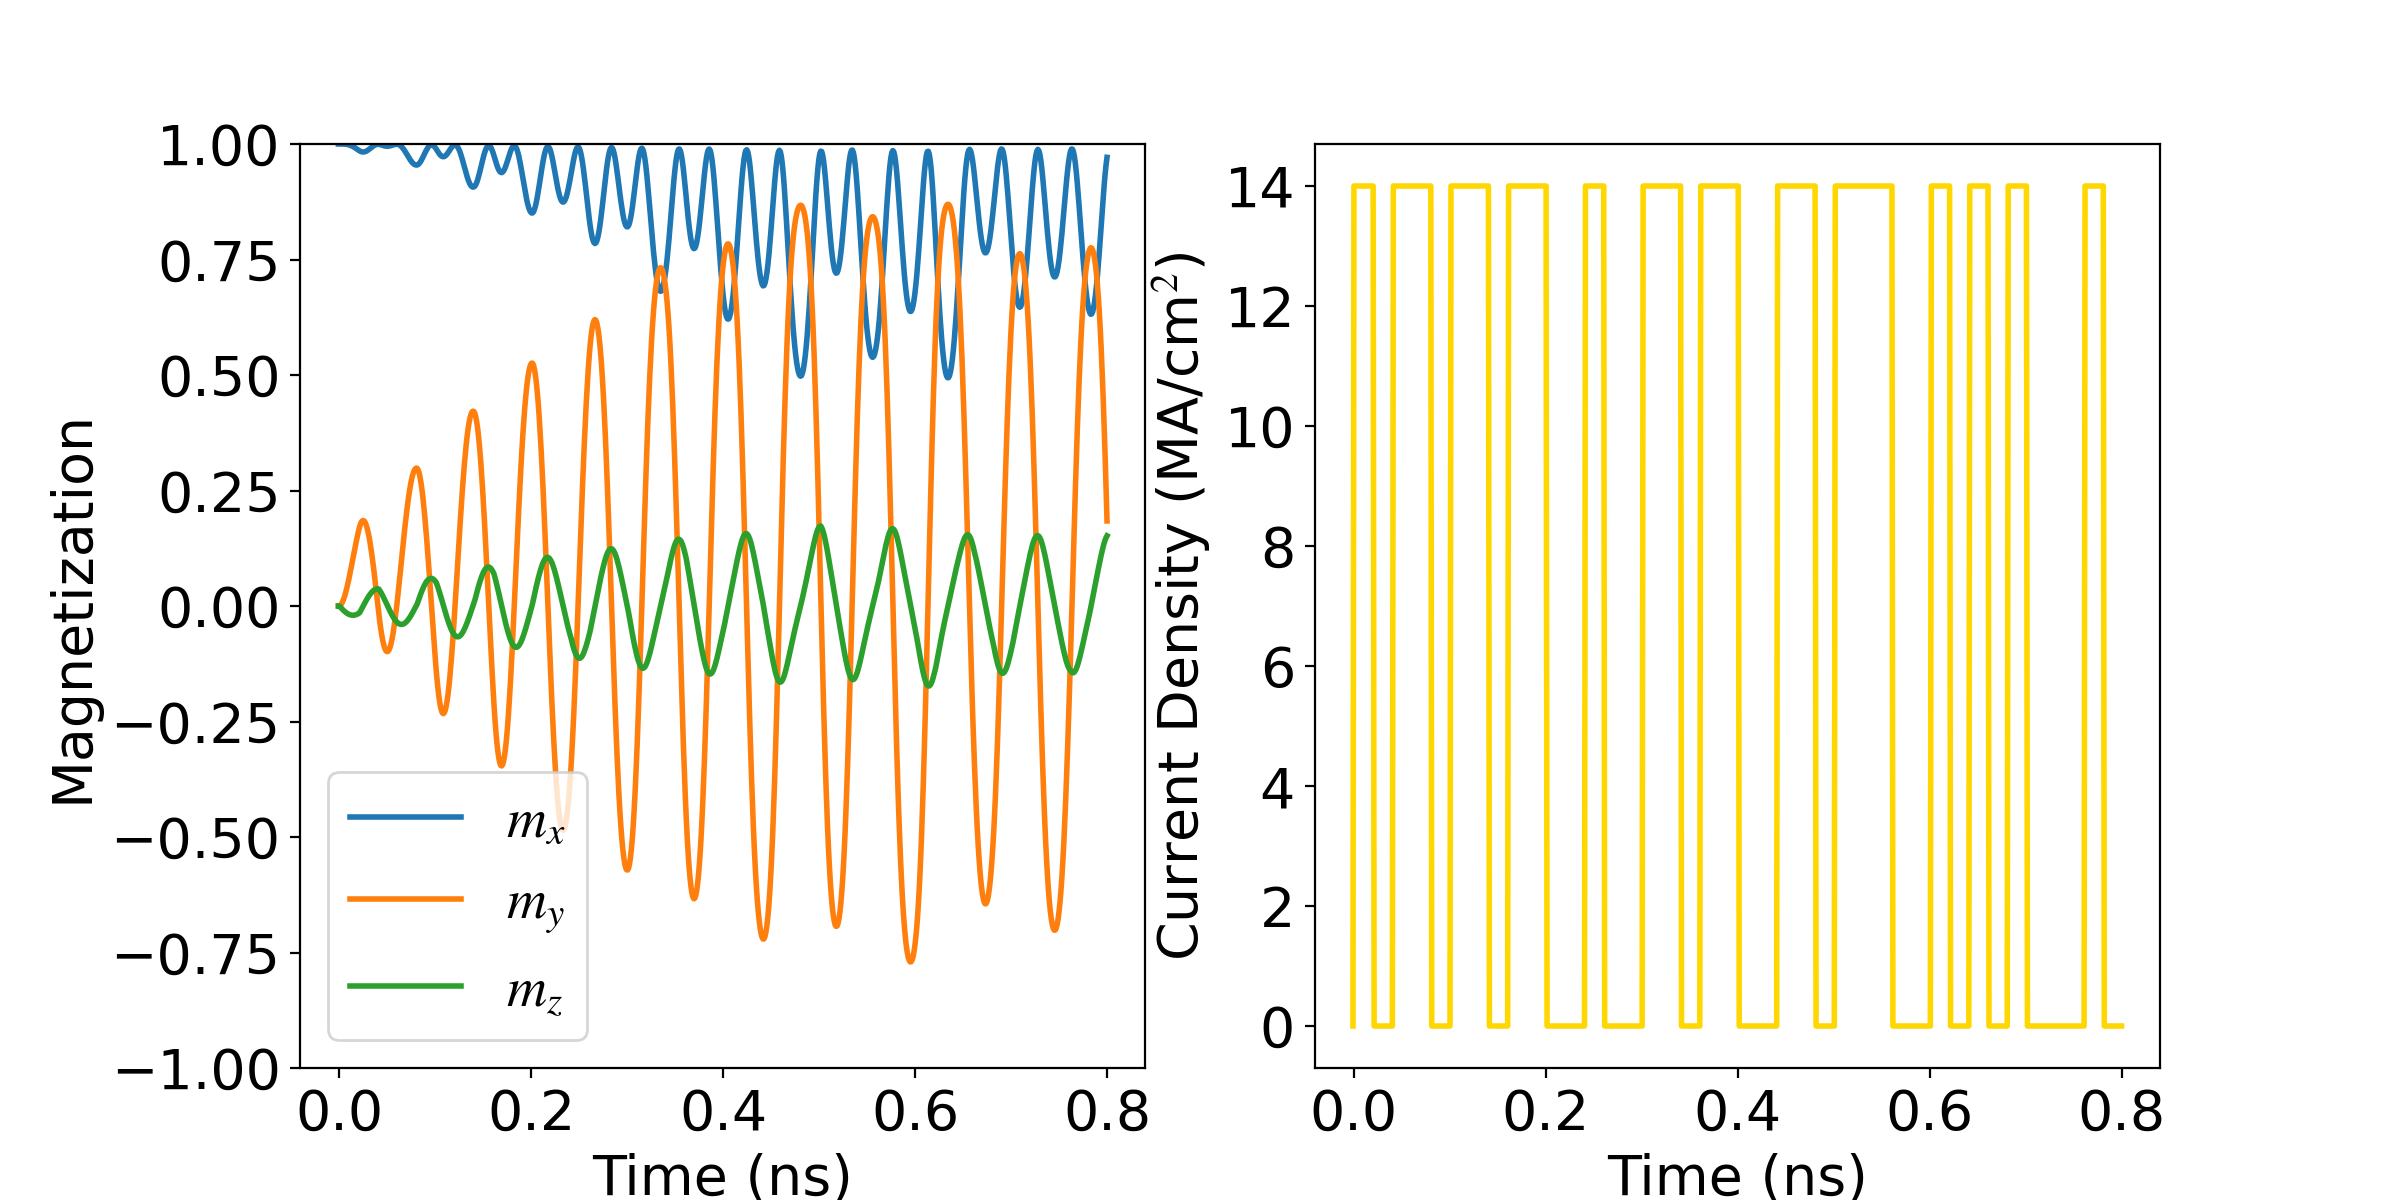 1.00
0.75
0.50
0.25
0.00
−0.25
−0.50
−0.75
−1.00
Magnetization
0.0 0.2 0.4 0.6 0.8
Time (ns)
m_x
m_y
m_z
14
12
10
8
6
4
2
0
Current Density (MA/cm²)
0.0 0.2 0.4 0.6 0.8
Time (ns)